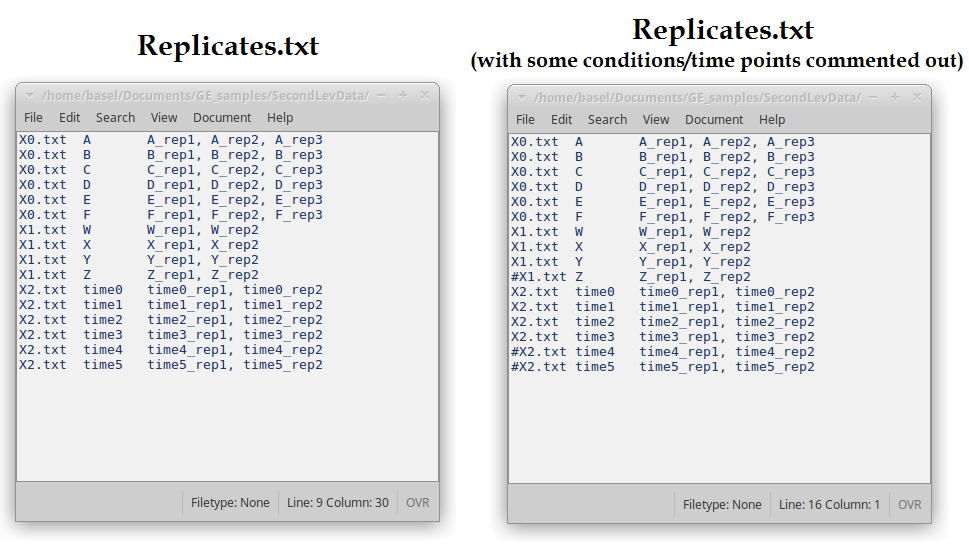 Replicates.txt
/home/basel/Documents/GE_samples/SecondLevData/
File Edit Search View Document Help
X0.txt A A_rep1, A_rep2, A_rep3
X0.txt B B_rep1, B_rep2, B_rep3
X0.txt C C_rep1, C_rep2, C_rep3
X0.txt D D_rep1, D_rep2, D_rep3
X0.txt E E_rep1, E_rep2, E_rep3
X0.txt F F_rep1, F_rep2, F_rep3
X1.txt W W_rep1, W_rep2
X1.txt X X_rep1, X_rep2
X1.txt Y Y_rep1, Y_rep2
X1.txt Z Z_rep1, Z_rep2
X2.txt time0 time0_rep1, time0_rep2
X2.txt time1 time1_rep1, time1_rep2
X2.txt time2 time2_rep1, time2_rep2
X2.txt time3 time3_rep1, time3_rep2
X2.txt time4 time4_rep1, time4_rep2
X2.txt time5 time5_rep1, time5_rep2
Filetype: None Line: 9 Column: 30 OVR
Replicates.txt
(with some conditions/time points commented out)
/home/basel/Documents/GE_samples/SecondLevData/
File Edit Search View Document Help
X0.txt A A_rep1, A_rep2, A_rep3
X0.txt B B_rep1, B_rep2, B_rep3
X0.txt C C_rep1, C_rep2, C_rep3
X0.txt D D_rep1, D_rep2, D_rep3
X0.txt E E_rep1, E_rep2, E_rep3
X0.txt F F_rep1, F_rep2, F_rep3
X1.txt W W_rep1, W_rep2
X1.txt X X_rep1, X_rep2
X1.txt Y Y_rep1, Y_rep2
#X1.txt Z Z_rep1, Z_rep2
X2.txt time0 time0_rep1, time0_rep2
X2.txt time1 time1_rep1, time1_rep2
X2.txt time2 time2_rep1, time2_rep2
X2.txt time3 time3_rep1, time3_rep2
#X2.txt time4 time4_rep1, time4_rep2
#X2.txt time5 time5_rep1, time5_rep2
Filetype: None Line: 16 Column: 1 OVR